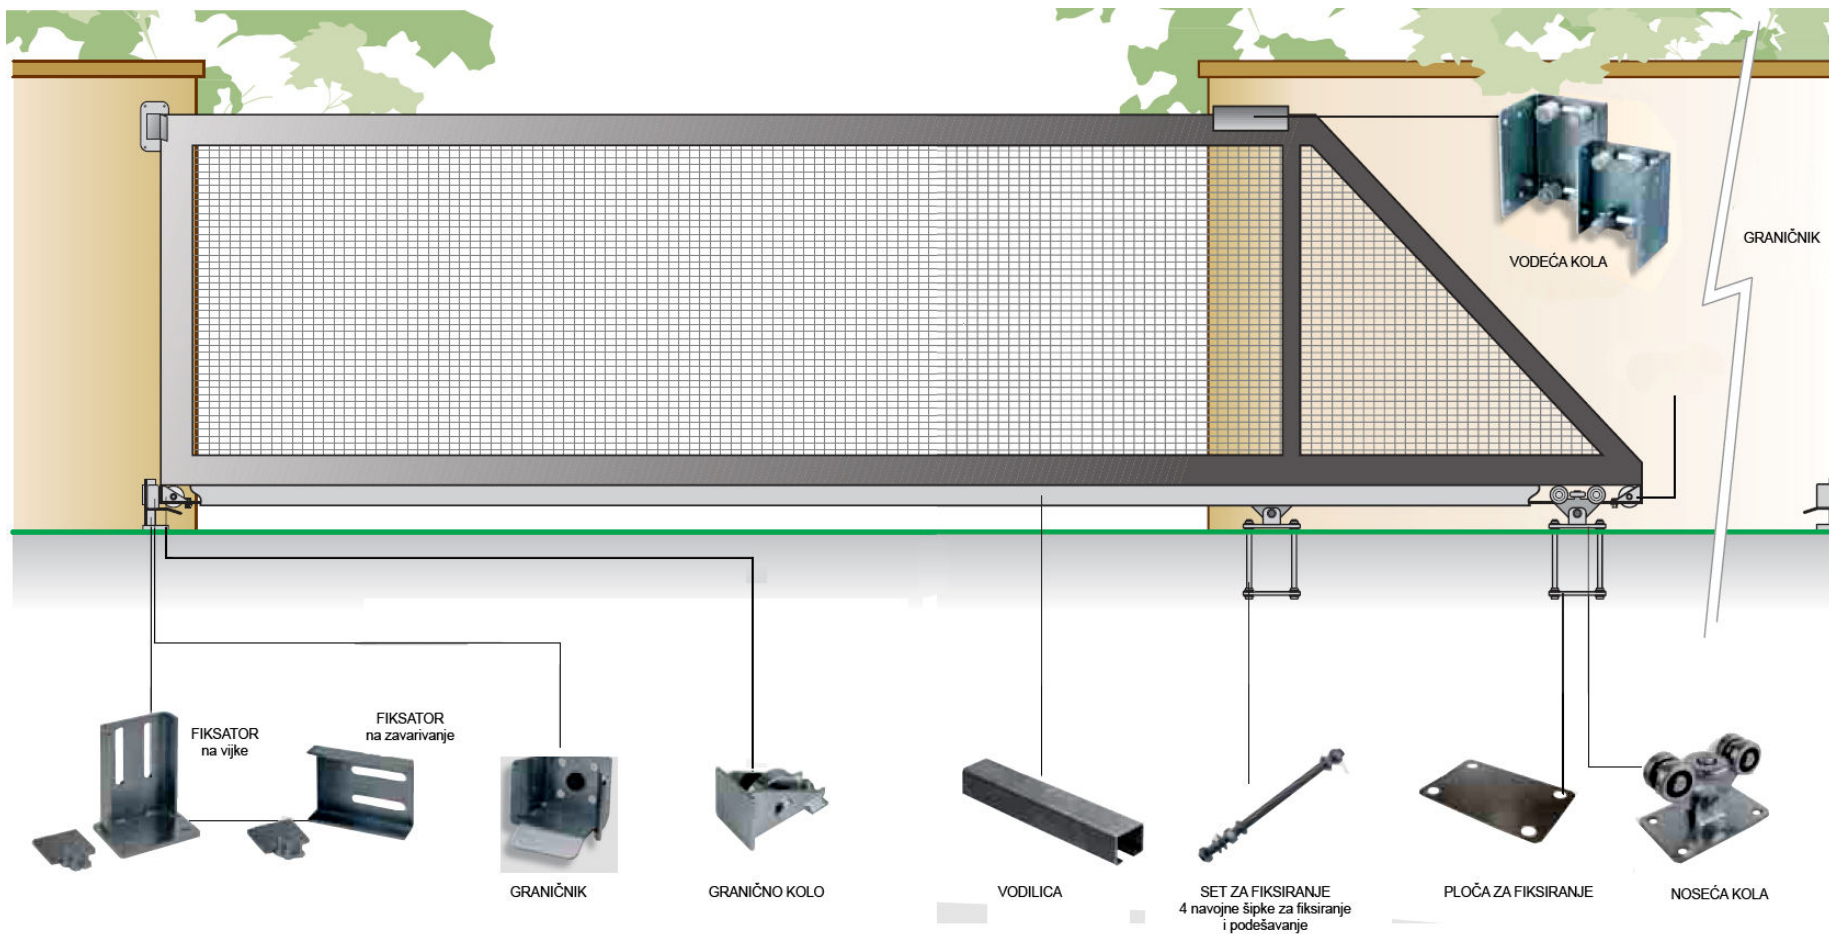 GRANIČNIK
VODEĆA KOLA
FIKSATOR
na vijke
FIKSATOR
na zavarivanje
GRANIČNIK
GRANIČNO KOLO
VODILICA
SET ZA FIKSIRANJE
4 navojne šipke za fiksiranje
i podešavanje
PLOČA ZA FIKSIRANJE
NOSEĆA KOLA